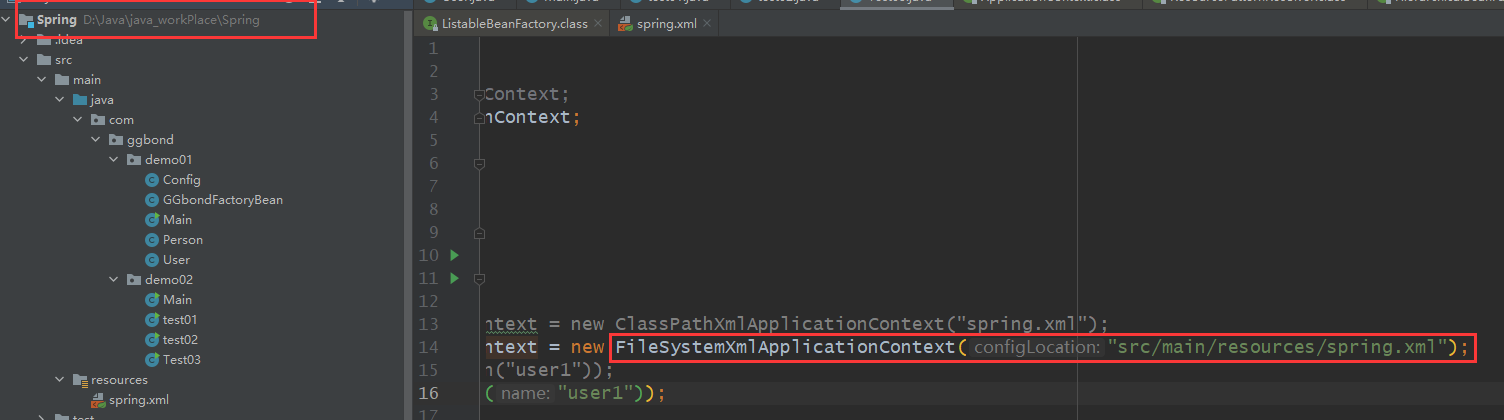 Spring D:\Java\java_workPlace\Spring
.idea
src
main
java
com
ggbond
demo01
Config
GGbondFactoryBean
Main
Person
User
demo02
Main
test01
test02
Test03
resources
spring.xml
ListableBeanFactory.class
spring.xml
1
2
3 Context;
4 nContext;
5
6
7
8
9
10
11
12
13 ntext = new ClassPathXmlApplicationContext("spring.xml");
14 ntext = new FileSystemXmlApplicationContext( configLocation: "src/main/resources/spring.xml");
15 n("user1"));
16 ( name: "user1"));
17